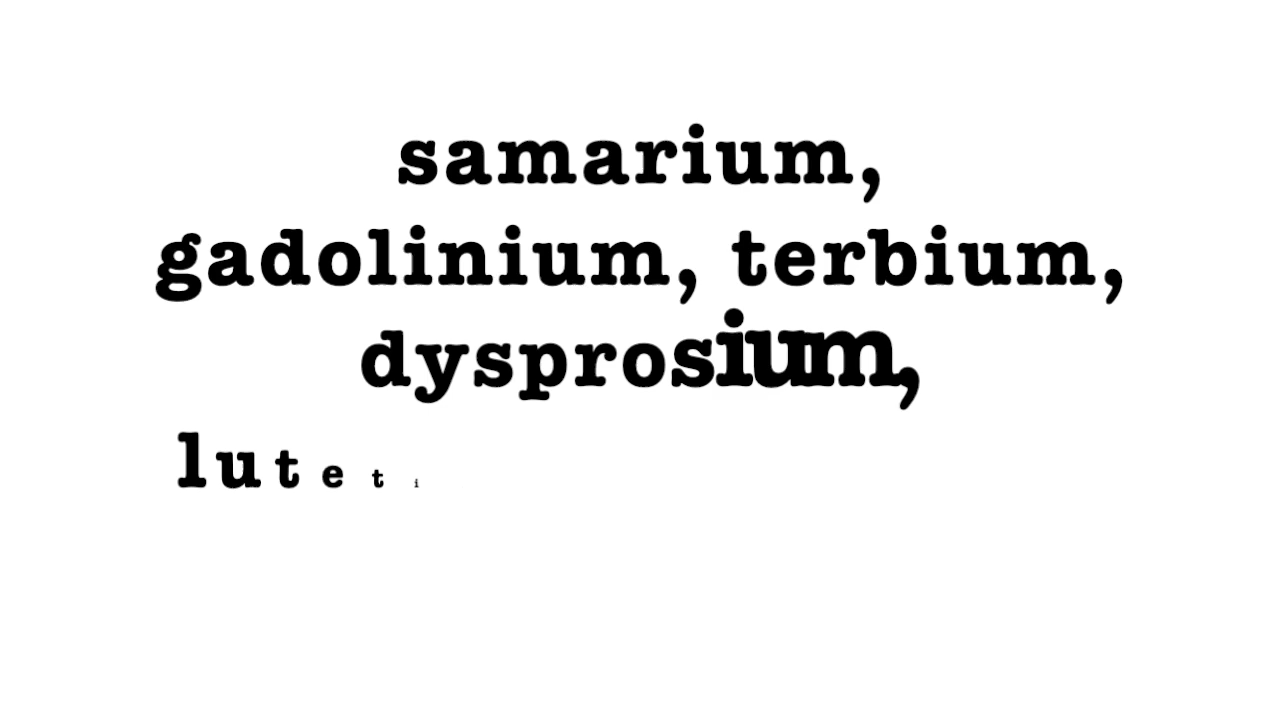 samarium,
gadolinium, terbium,
dysprosium,
luteti